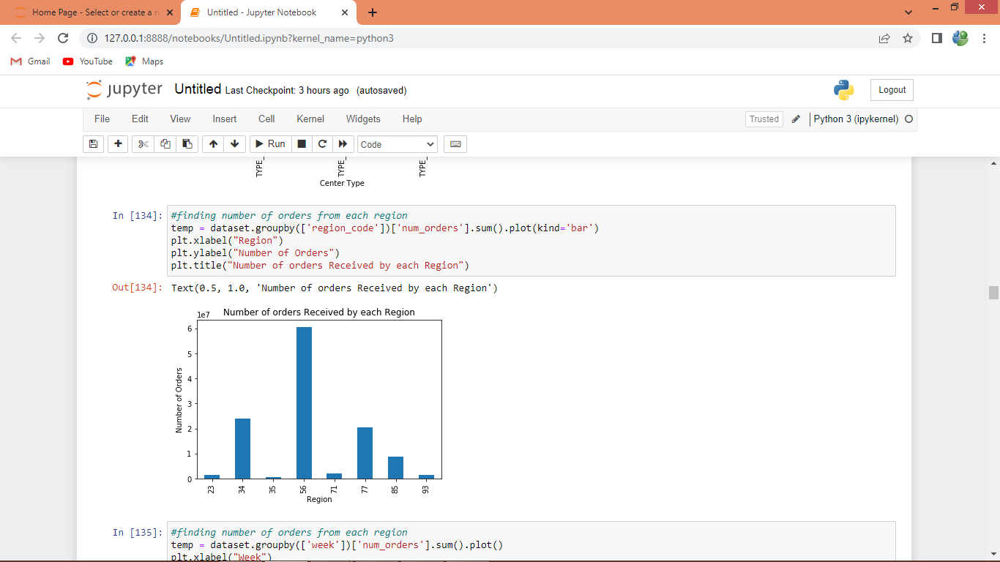 Home Page - Select or create a n
Untitled - Jupyter Notebook
127.0.0.1:8888/notebooks/Untitled.ipynb?kernel_name=python3
Gmail YouTube Maps
jupyter Untitled Last Checkpoint: 3 hours ago (autosaved)
Logout
File Edit View Insert Cell Kernel Widgets Help
Trusted
Python 3 (ipykernel)
Run
Code
TYPE_ TYPE_ TYPE_
Center Type
In [134]:
#finding number of orders from each region
temp = dataset.groupby(['region_code'])['num_orders'].sum().plot(kind='bar')
plt.xlabel("Region")
plt.ylabel("Number of Orders")
plt.title("Number of orders Received by each Region")
Out[134]: Text(0.5, 1.0, 'Number of orders Received by each Region')
1e7
Number of orders Received by each Region
6
5
4
3
2
1
0
Number of Orders
23 34 35 56 71 77 85 93
Region
In [135]:
#finding number of orders from each region
temp = dataset.groupby(['week'])['num_orders'].sum().plot()
plt.xlabel("Week")